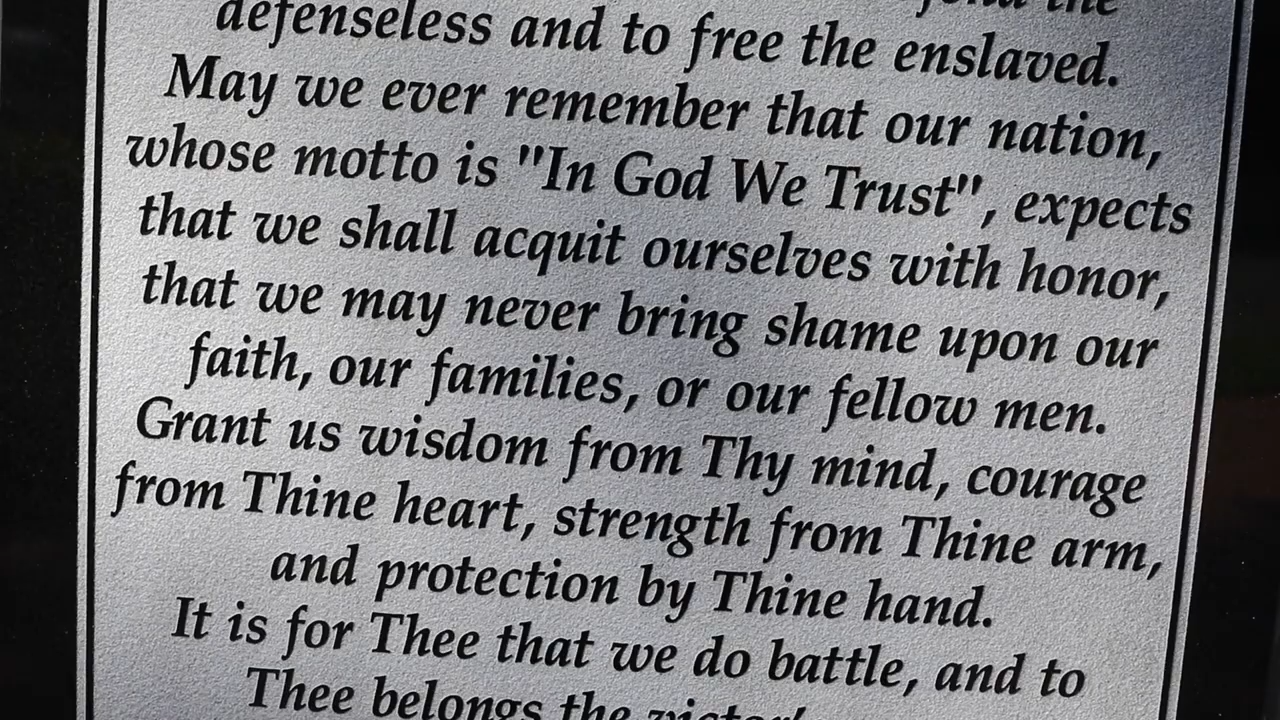 the
defenseless and to free the enslaved.
May we ever remember that our nation,
whose motto is "In God We Trust", expects
that we shall acquit ourselves with honor,
that we may never bring shame upon our
faith, our families, or our fellow men.
Grant us wisdom from Thy mind, courage
from Thine heart, strength from Thine arm,
and protection by Thine hand.
It is for Thee that we do battle, and to
Thee belongs the